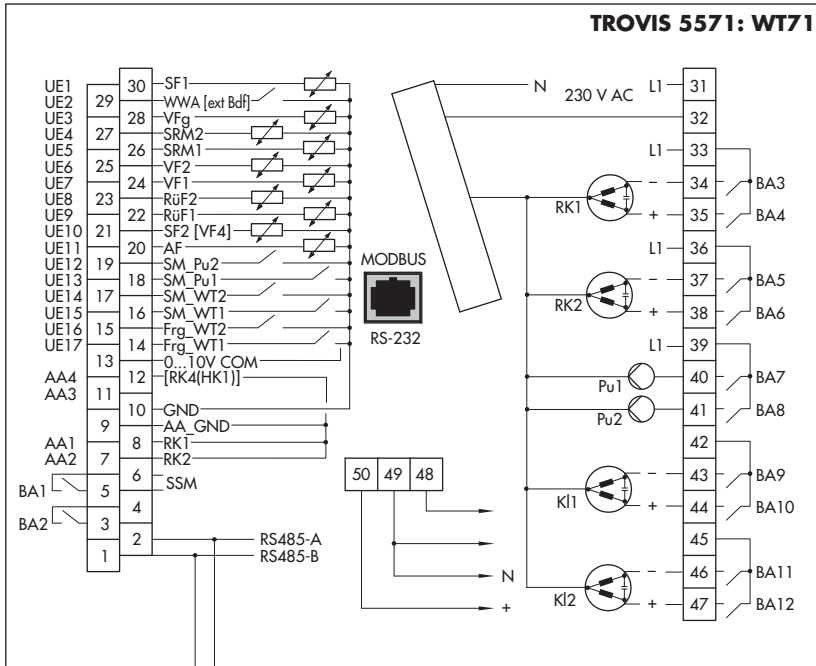 TROVIS 5571: WT71
UE1 30 SF1
UE2 29 WWA [ext Bdf]
UE3 28 VFg
UE4 27 SRM2
UE5 26 SRM1
UE6 25 VF2
UE7 24 VF1
UE8 23 RüF2
UE9 22 RüF1
UE10 21 SF2 [VF4]
UE11 20 AF
UE12 19 SM_Pu2
UE13 18 SM_Pu1
UE14 17 SM_WT2
UE15 16 SM_WT1
UE16 15 Frg_WT2
UE17 14 Frg_WT1
13 0...10V COM
AA4 12 [RK4(HK1)]
AA3 11
10 GND
9 AA_GND
AA1 8 RK1
AA2 7 RK2
6
SSM
BA1 5
4
BA2 3
2 RS485-A
1 RS485-B
MODBUS
RS-232
50 49 48
N
+
N 230 V AC L1 31
32
L1 33
RK1 − 34 BA3
+ 35 BA4
L1 36
RK2 − 37 BA5
+ 38 BA6
L1 39
Pu1 40 BA7
Pu2 41 BA8
42
Kl1 − 43 BA9
+ 44 BA10
45
Kl2 − 46 BA11
+ 47 BA12